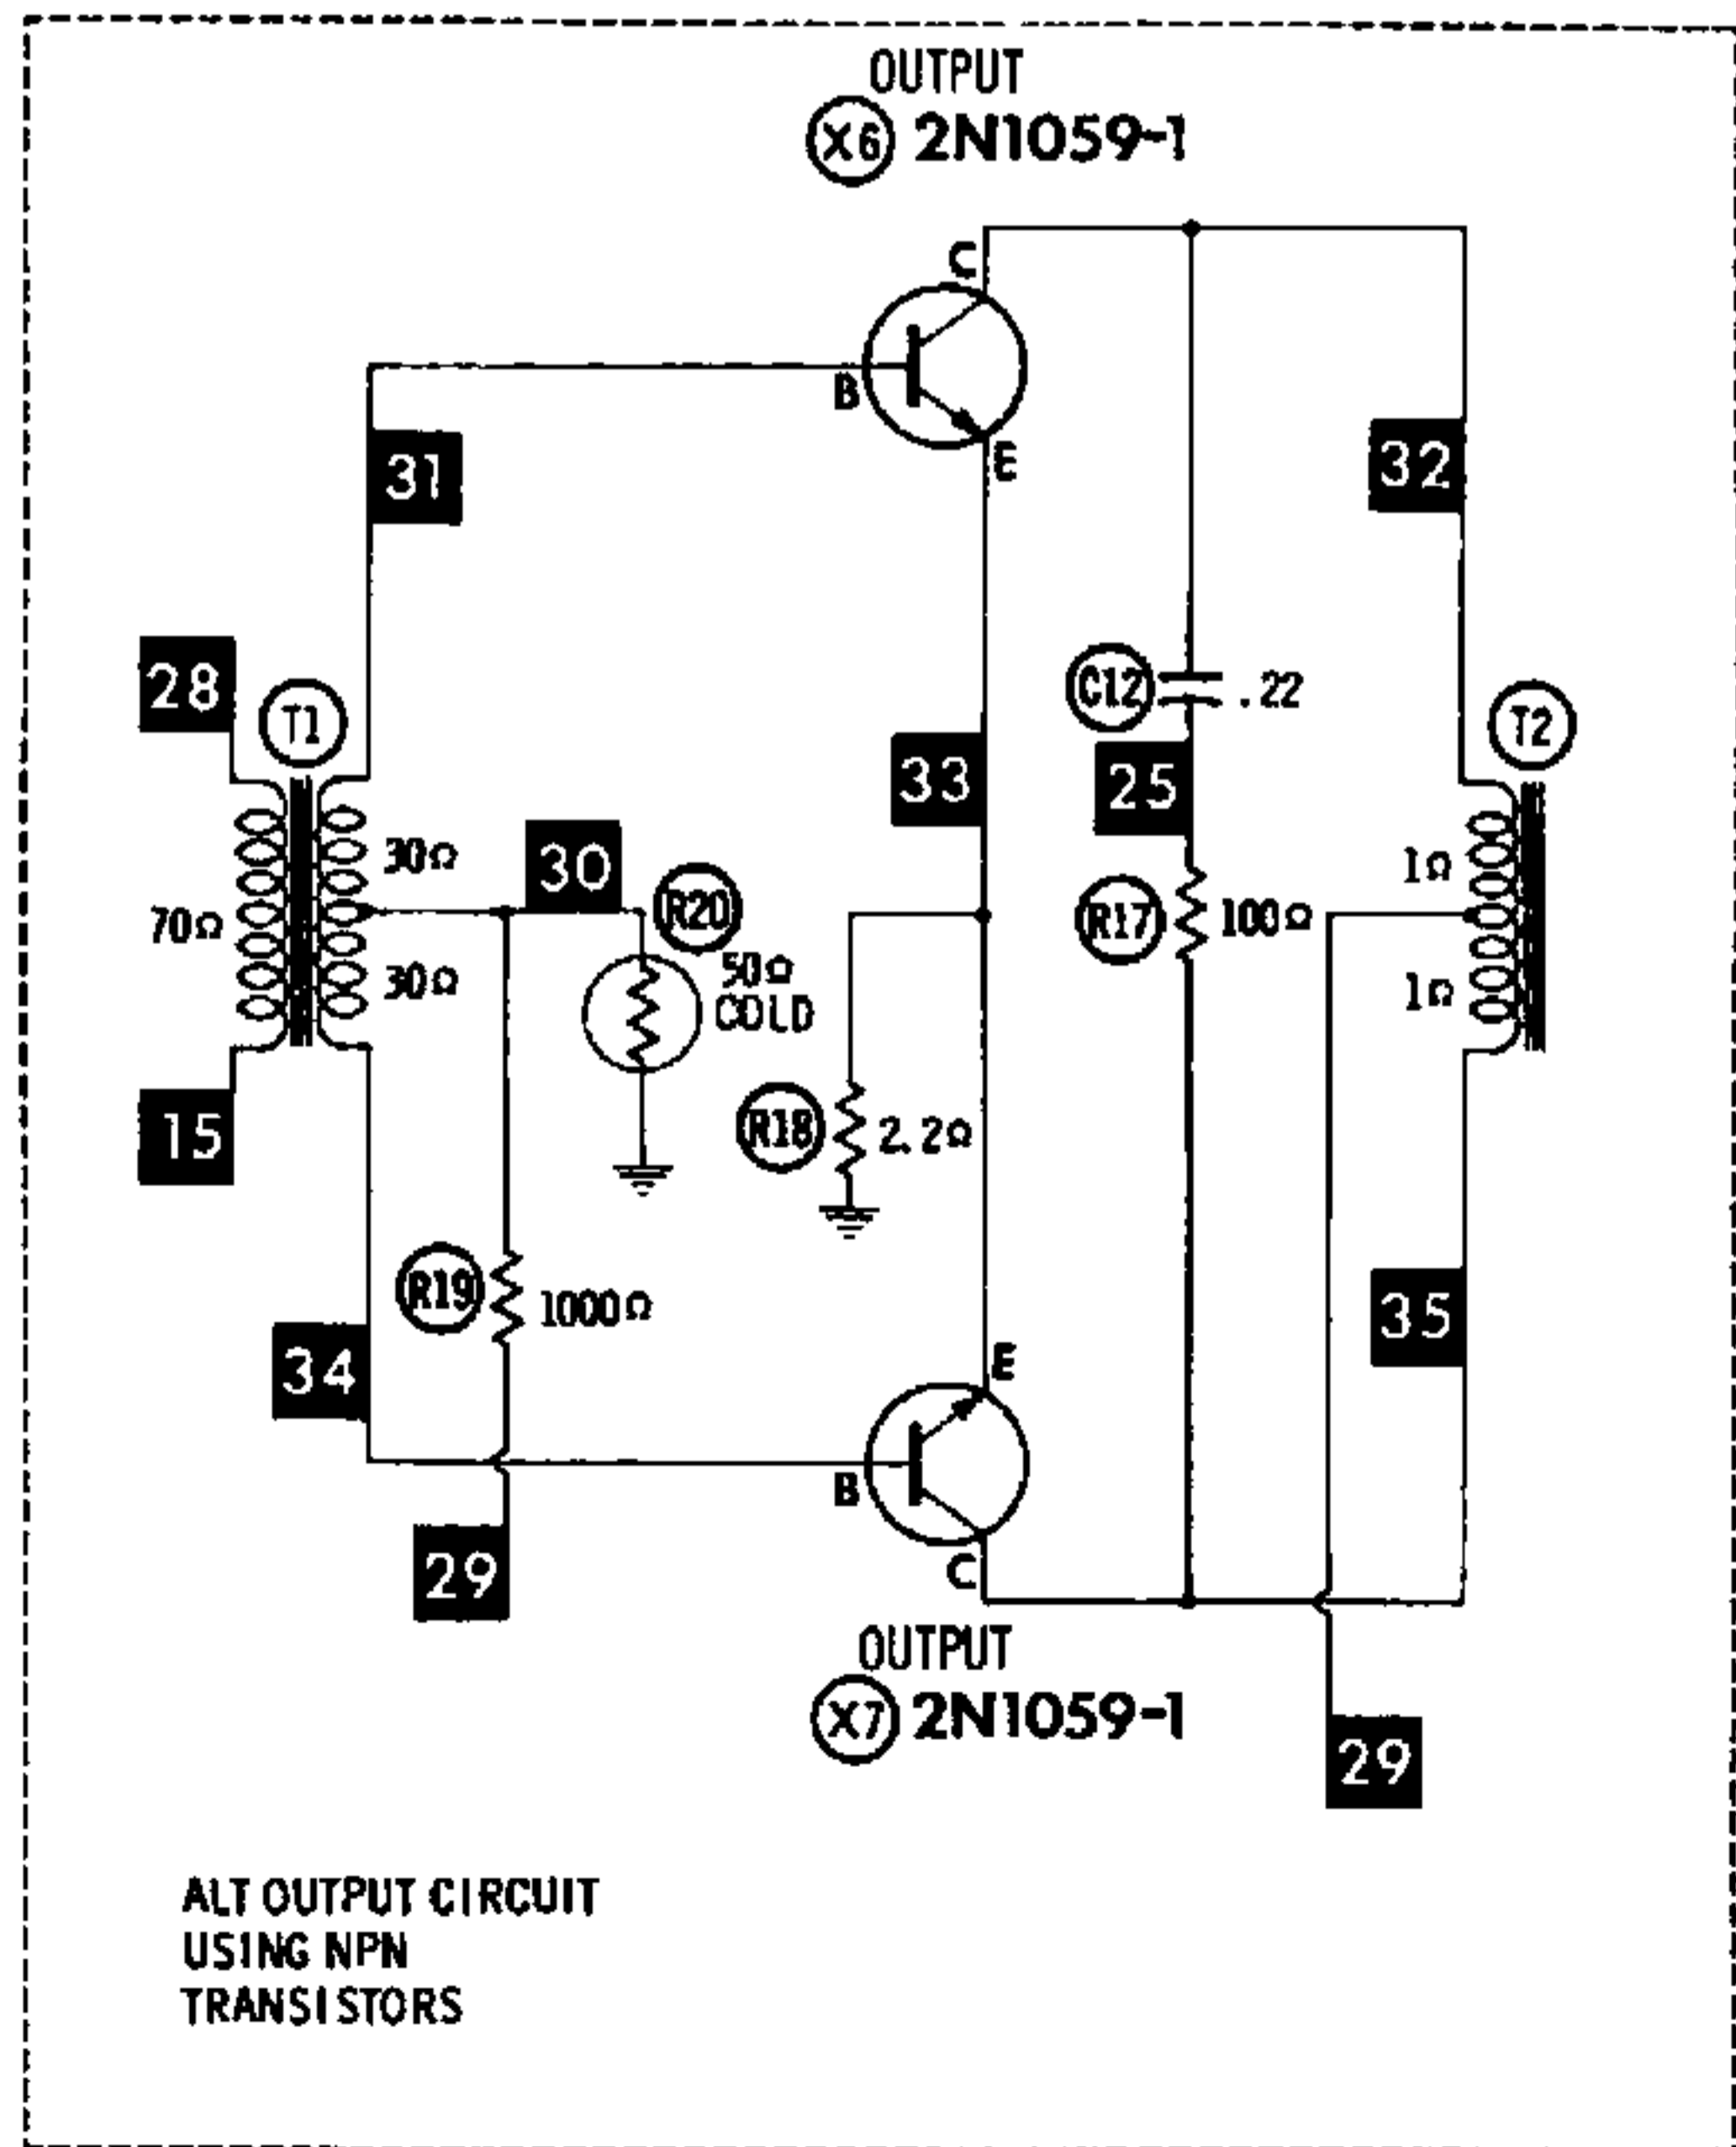 OUTPUT
X6 2N1059-1
C
B
E
31
32
28
T1
C12 .22
T2
33
25
30Ω
30
R20
1Ω
70Ω
R17
100Ω
50Ω
COLD
30Ω
1Ω
15
R18
2.2Ω
R19
1000Ω
35
34
E
B
C
29
OUTPUT
X7 2N1059-1
29
ALT OUTPUT CIRCUIT
USING NPN
TRANSISTORS